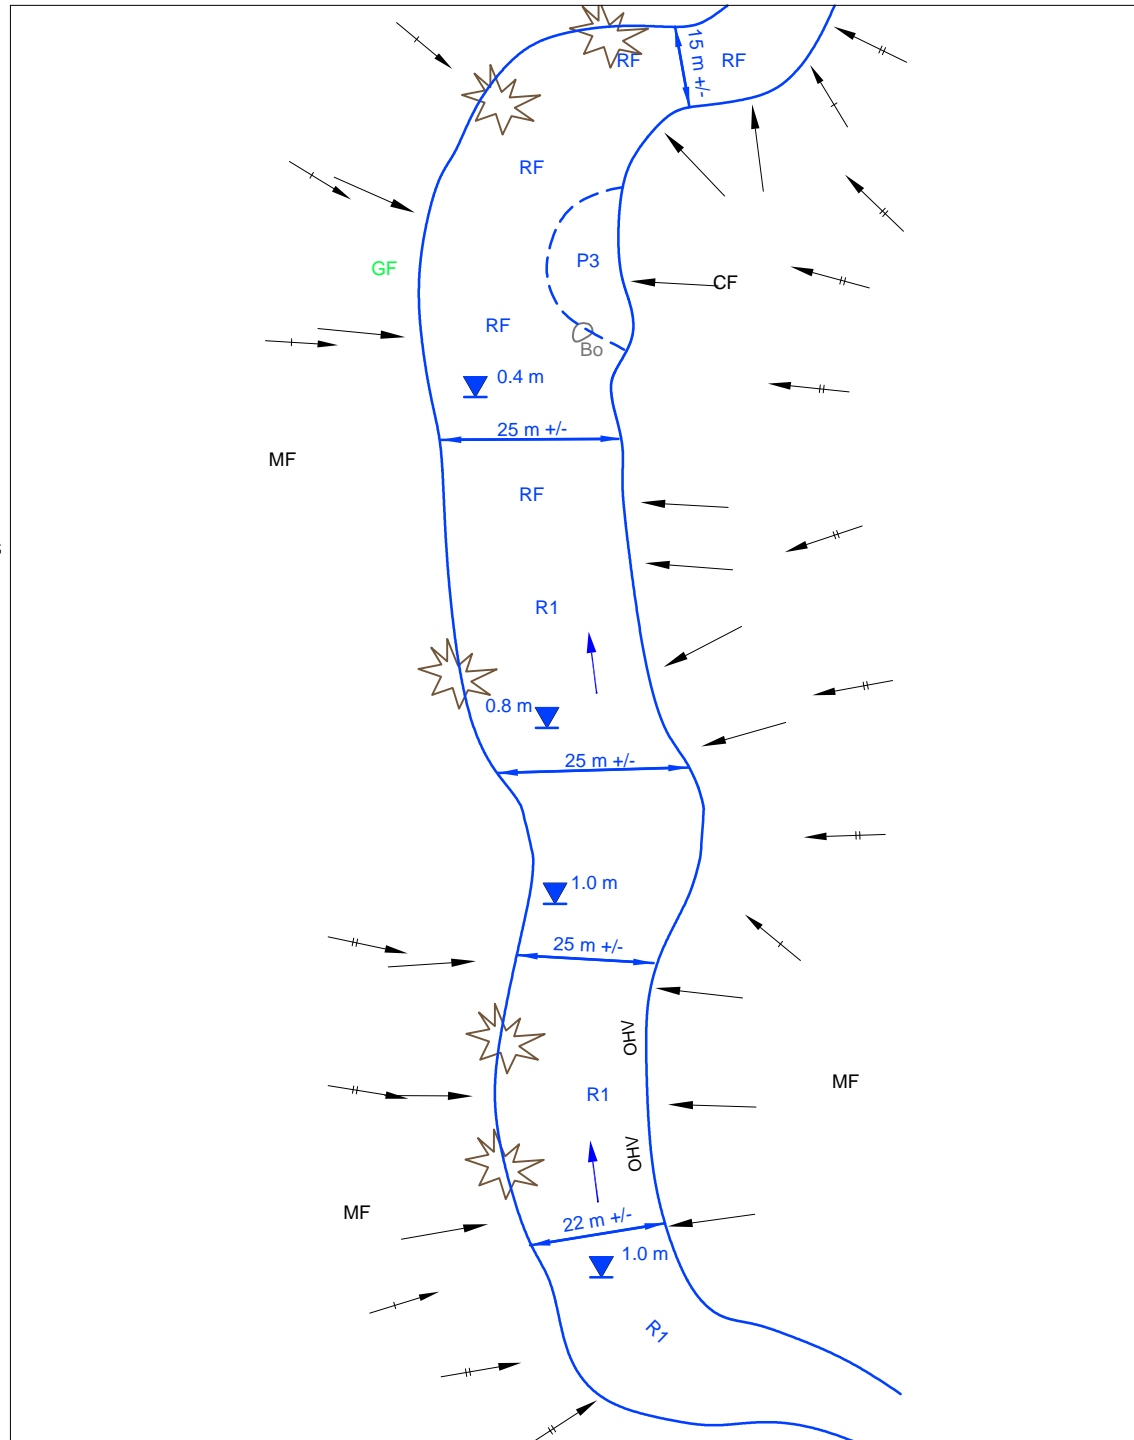 15 m +/-
RF
RF
RF
P3
GF
CF
RF
Bo
0.4 m
25 m +/-
MF
RF
R1
0.8 m
25 m +/-
1.0 m
25 m +/-
OHV
MF
R1
OHV
MF
22 m +/-
1.0 m
R1